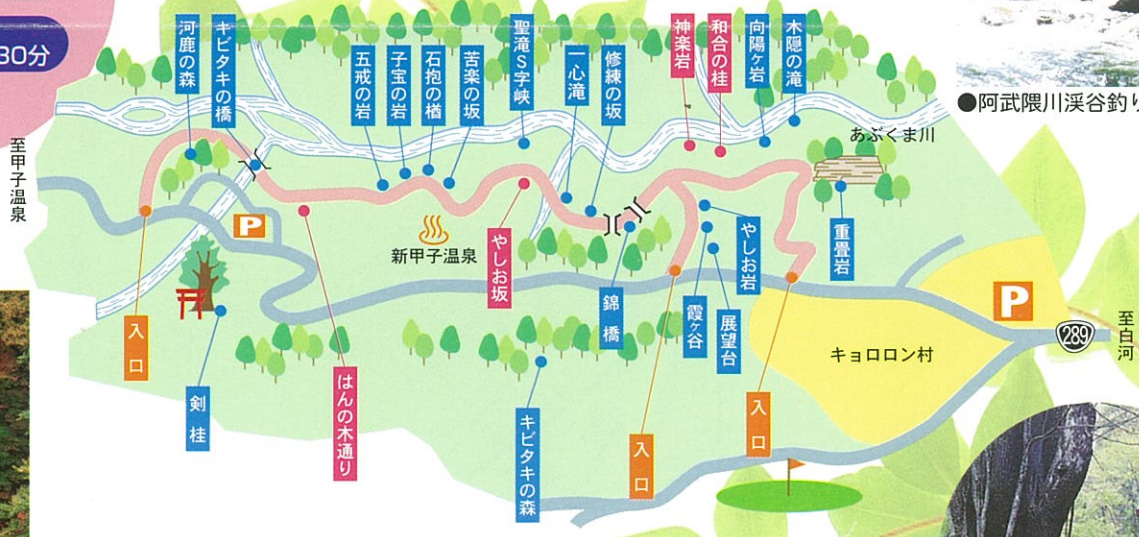 30分
河鹿の森
キビタキの橋
五戒の岩
子宝の岩
石抱の楢
苦楽の坂
聖滝S字峡
一心滝
修練の坂
神楽岩
和合の桂
向陽ヶ岩
木隠の滝
●阿武隈川渓谷釣り
あぶくま川
至甲子温泉
P
新甲子温泉
やしお坂
錦橋
霞ヶ谷
展望台
やしお岩
重畳岩
P
289
至白河
キョロロン村
入口
剣桂
はんの木通り
キビタキの森
入口
入口